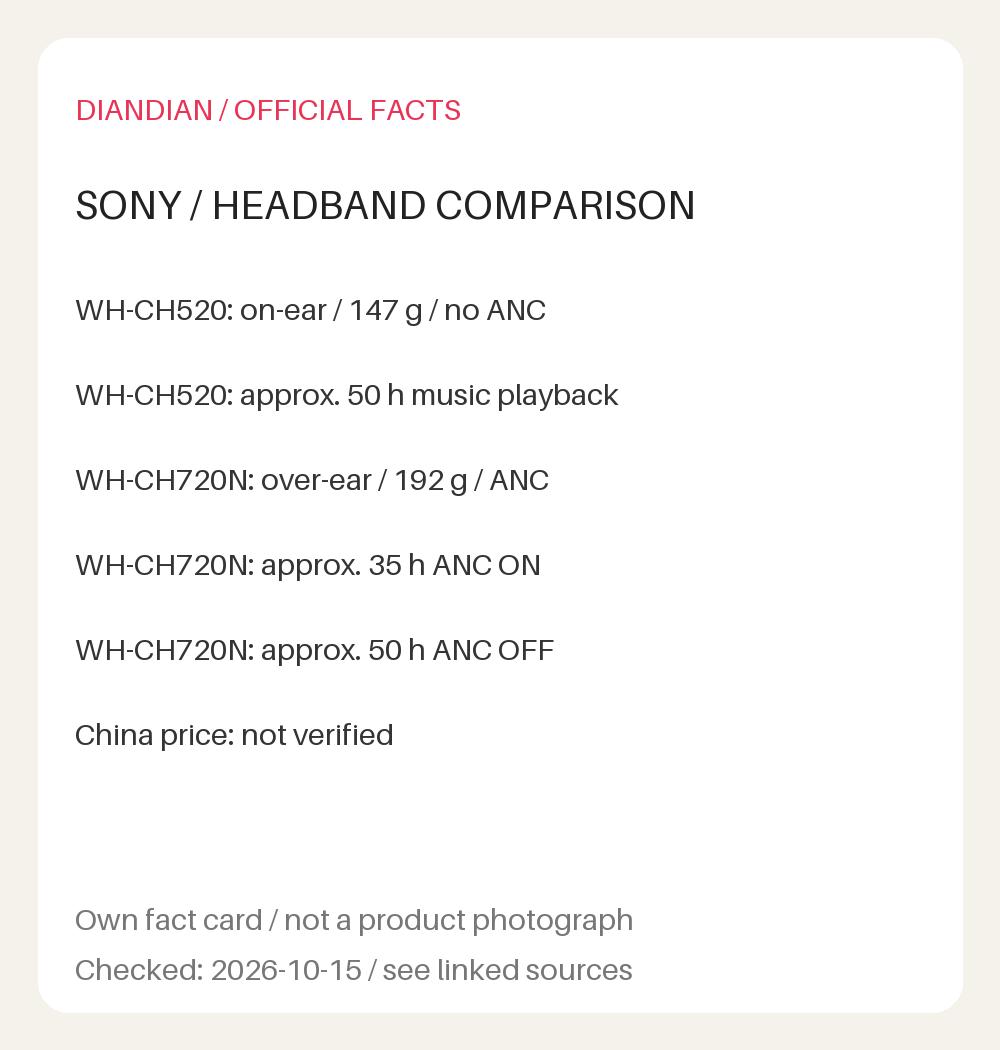 DIANDIAN / OFFICIAL FACTS
SONY / HEADBAND COMPARISON
WH-CH520: on-ear / 147 g / no ANC
WH-CH520: approx. 50 h music playback
WH-CH720N: over-ear / 192 g / ANC
WH-CH720N: approx. 35 h ANC ON
WH-CH720N: approx. 50 h ANC OFF
China price: not verified
Own fact card / not a product photograph
Checked: 2026-10-15 / see linked sources